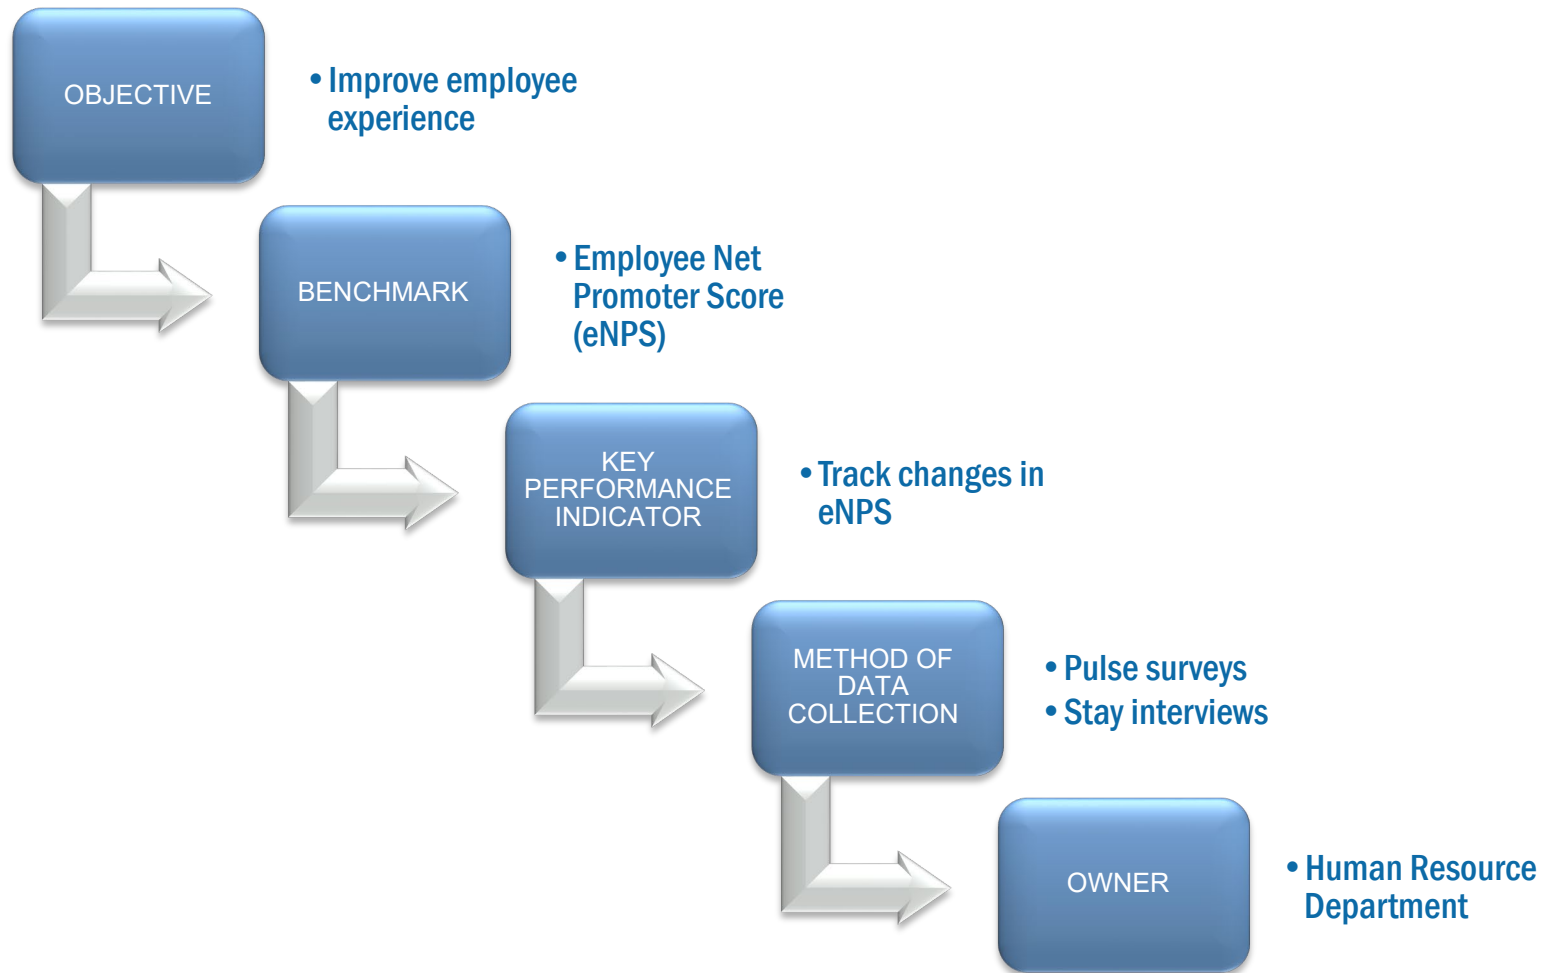 OBJECTIVE
• Improve employee
experience
BENCHMARK
• Employee Net
Promoter Score
(eNPS)
KEY
PERFORMANCE
INDICATOR
• Track changes in
eNPS
METHOD OF
DATA
COLLECTION
• Pulse surveys
• Stay interviews
OWNER
• Human Resource
Department